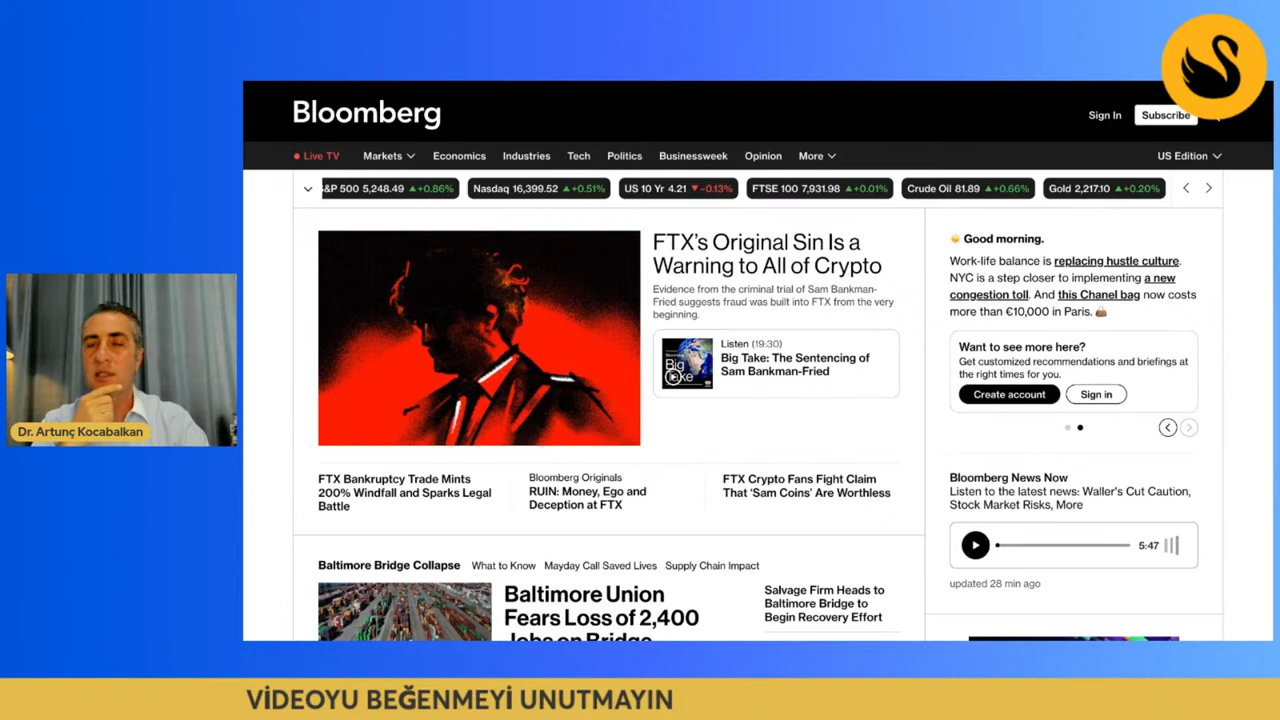 Bloomberg
Sign In
Subscribe
Live TV
Markets
Economics
Industries
Tech
Politics
Businessweek
Opinion
More
US Edition
S&P 500 5,248.49 ▲+0.86%
Nasdaq 16,399.52 ▲+0.51%
US 10 Yr 4.21 ▼−0.13%
FTSE 100 7,931.98 ▲+0.01%
Crude Oil 81.89 ▲+0.66%
Gold 2,217.10 ▲+0.20%
FTX's Original Sin Is a
Warning to All of Crypto
Evidence from the criminal trial of Sam Bankman-
Fried suggests fraud was built into FTX from the very
beginning.
Big
Take
Listen (19:30)
Big Take: The Sentencing of
Sam Bankman-Fried
FTX Bankruptcy Trade Mints
200% Windfall and Sparks Legal
Battle
Bloomberg Originals
RUIN: Money, Ego and
Deception at FTX
FTX Crypto Fans Fight Claim
That 'Sam Coins' Are Worthless
Good morning.
Work-life balance is replacing hustle culture.
NYC is a step closer to implementing a new
congestion toll. And this Chanel bag now costs
more than €10,000 in Paris.
Want to see more here?
Get customized recommendations and briefings at
the right times for you.
Create account
Sign in
Bloomberg News Now
Listen to the latest news: Waller's Cut Caution,
Stock Market Risks, More
5:47
updated 28 min ago
Baltimore Bridge Collapse
What to Know
Mayday Call Saved Lives
Supply Chain Impact
Baltimore Union
Fears Loss of 2,400
Jobs on Bridge
Salvage Firm Heads to
Baltimore Bridge to
Begin Recovery Effort
Dr. Artunç Kocabalkan
VİDEOYU BEĞENMEYİ UNUTMAYIN